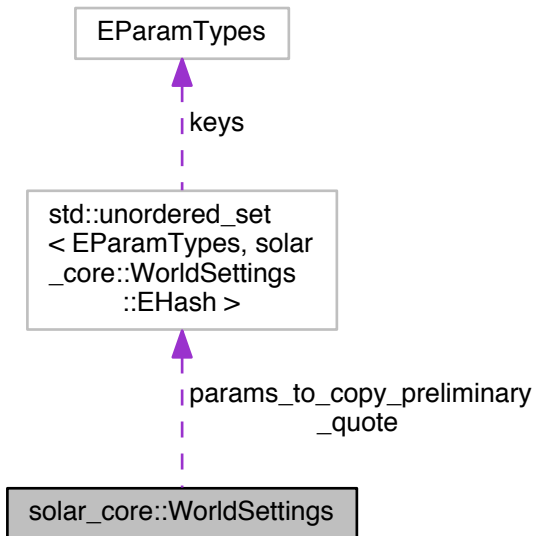 EParamTypes
keys
std::unordered_set
< EParamTypes, solar
_core::WorldSettings
::EHash >
params_to_copy_preliminary
_quote
solar_core::WorldSettings